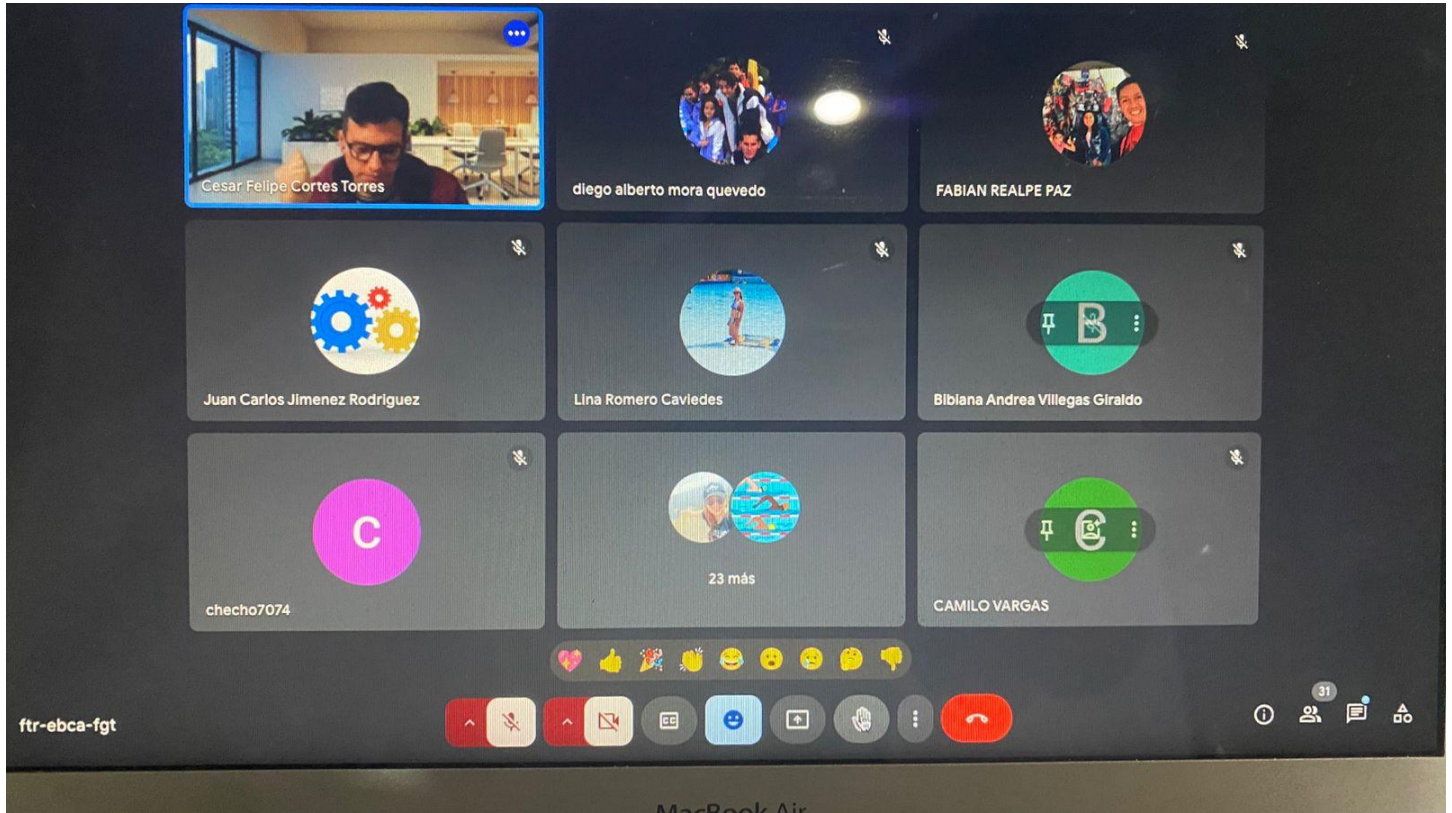 Cesar Felipe Cortes Torres
diego alberto mora quevedo
FABIAN REALPE PAZ
Juan Carlos Jimenez Rodriguez
Lina Romero Caviedes
B
Bibiana Andrea Villegas Giraldo
C
checho7074
23 más
C
CAMILO VARGAS
ftr-ebca-fgt
CC
31
MacBook Air